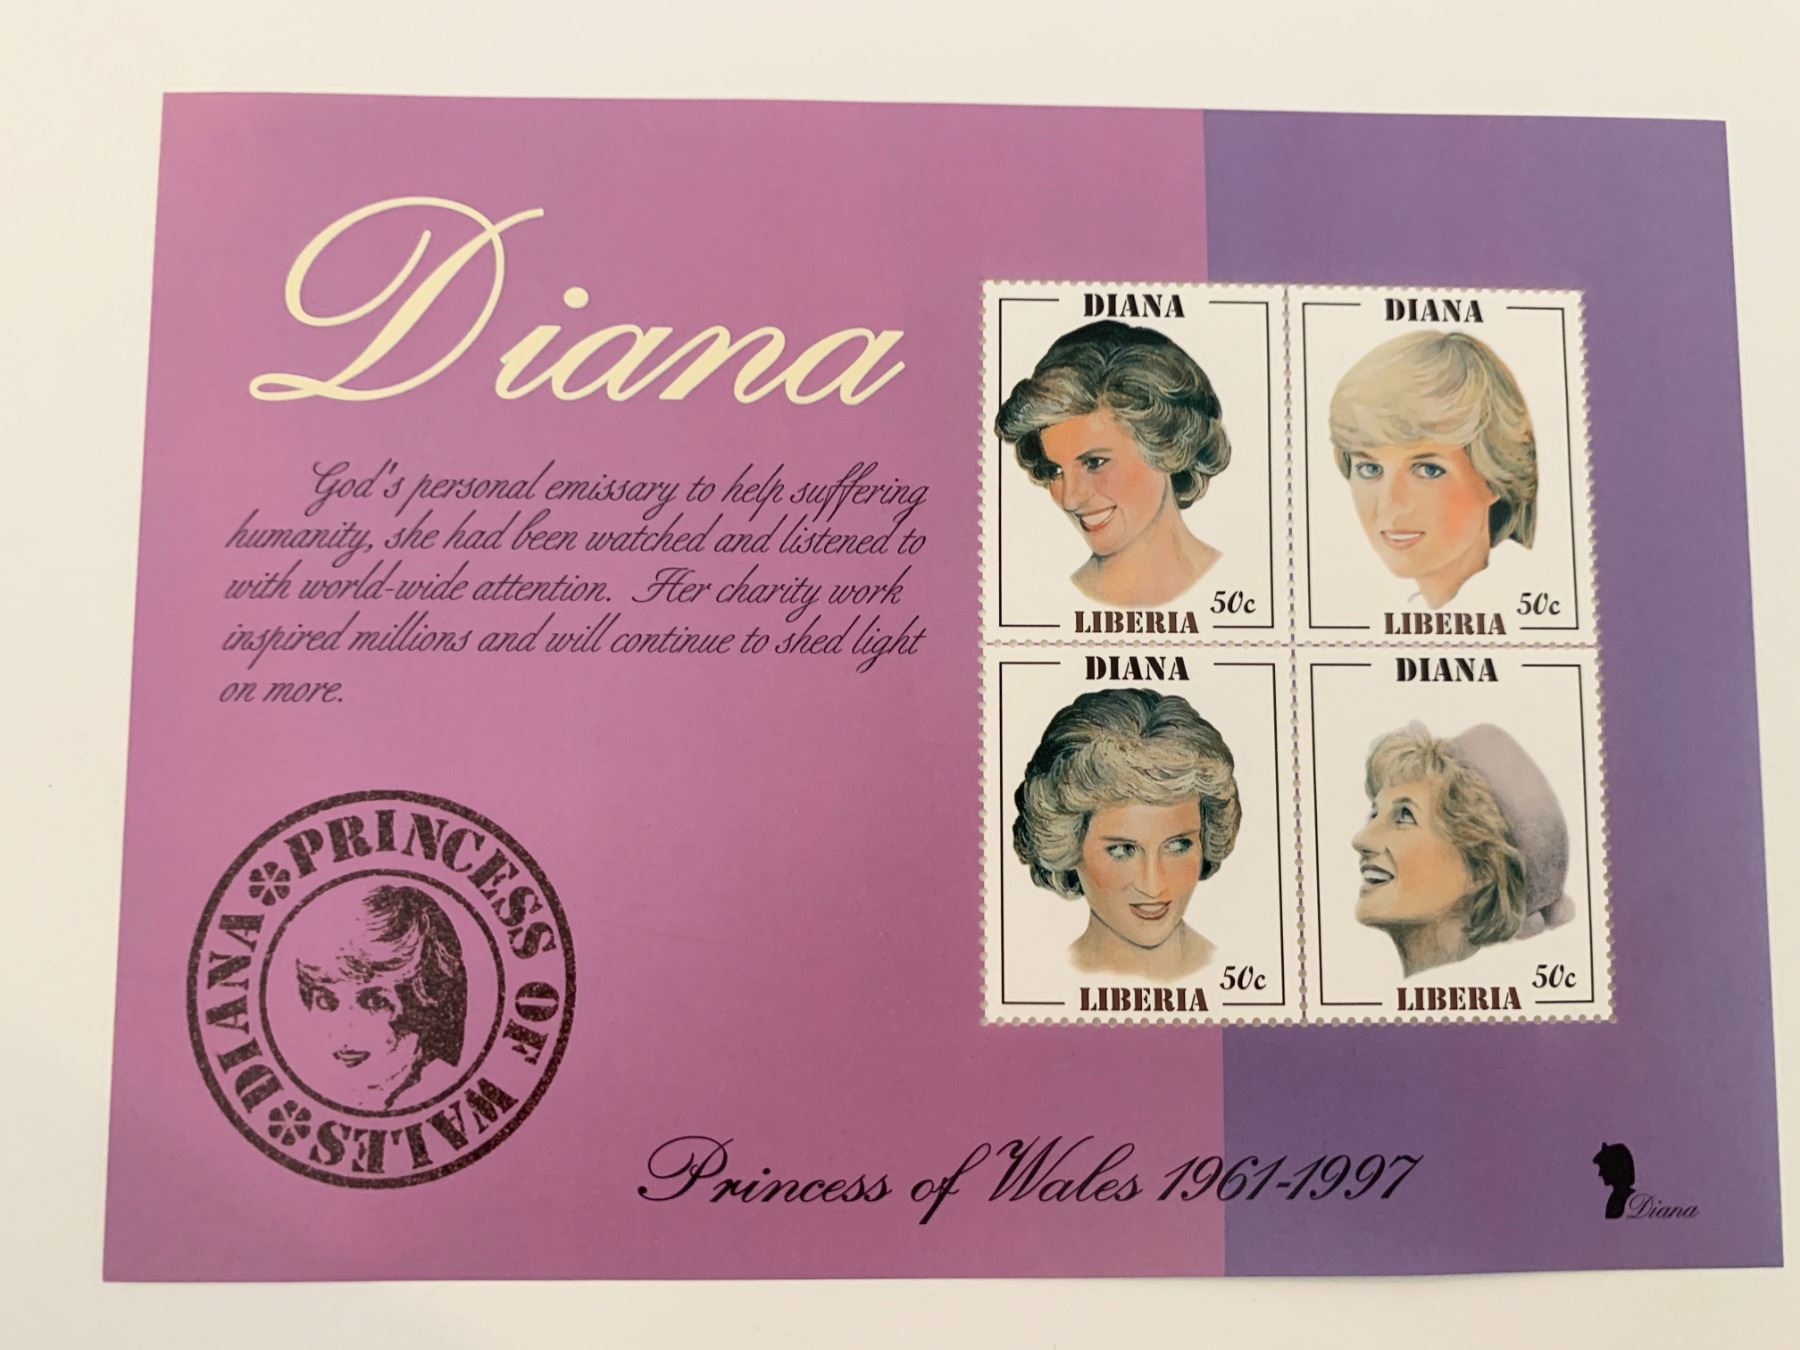 Diana
God's personal emissary to help suffering
humanity, she had been watched and listened to
with world-wide attention. Her charity work
inspired millions and will continue to shed light
on more.
DIANA
50c
LIBERIA
DIANA
50c
LIBERIA
DIANA
50c
LIBERIA
DIANA
50c
LIBERIA
DIANA PRINCESS OF WALES
Princess of Wales 1961-1997
Diana